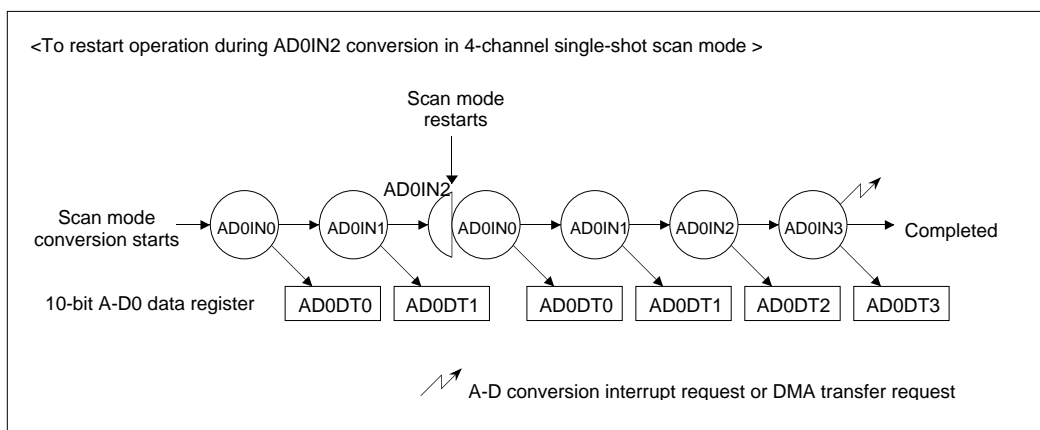 <To restart operation during AD0IN2 conversion in 4-channel single-shot scan mode >
Scan mode
restarts
AD0IN2
Scan mode
conversion starts
AD0IN0
AD0IN1
AD0IN0
AD0IN1
AD0IN2
AD0IN3
Completed
10-bit A-D0 data register
AD0DT0
AD0DT1
AD0DT0
AD0DT1
AD0DT2
AD0DT3
A-D conversion interrupt request or DMA transfer request